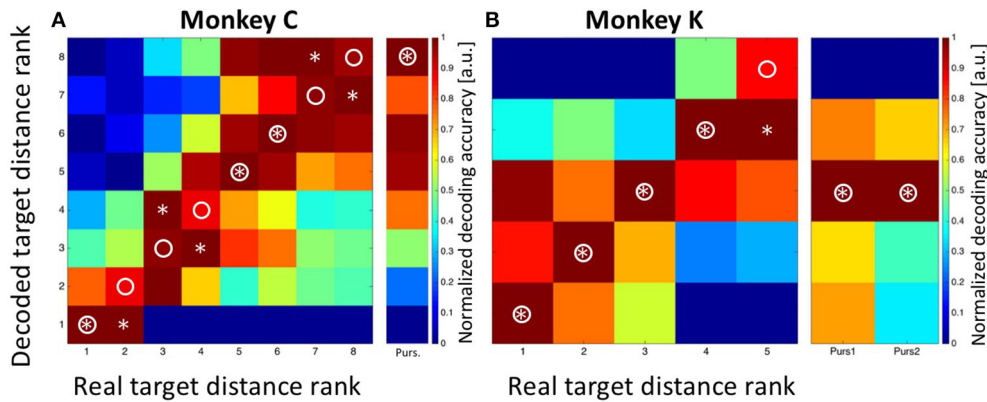 A Monkey C
B Monkey K
Decoded target distance rank
8
7
6
5
4
3
2
1
1 2 3 4 5 6 7 8
Real target distance rank
Purs.
1
0.9
0.8
0.7
0.6
0.5
0.4
0.3
0.2
0.1
0
Normalized decoding accuracy [a.u.]
1 2 3 4 5
Real target distance rank
Purs1 Purs2
1
0.9
0.8
0.7
0.6
0.5
0.4
0.3
0.2
0.1
0
Normalized decoding accuracy [a.u.]